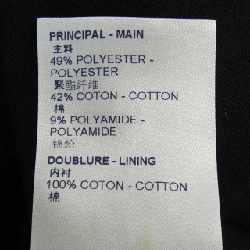 PRINCIPAL - MAIN
主料
49% POLYESTER -
POLYESTER
聚酯纤维
42% COTON - COTTON
棉
9% POLYAMIDE -
POLYAMIDE
锦纶
DOUBLURE - LINING
内衬
100% COTON - COTTON
棉